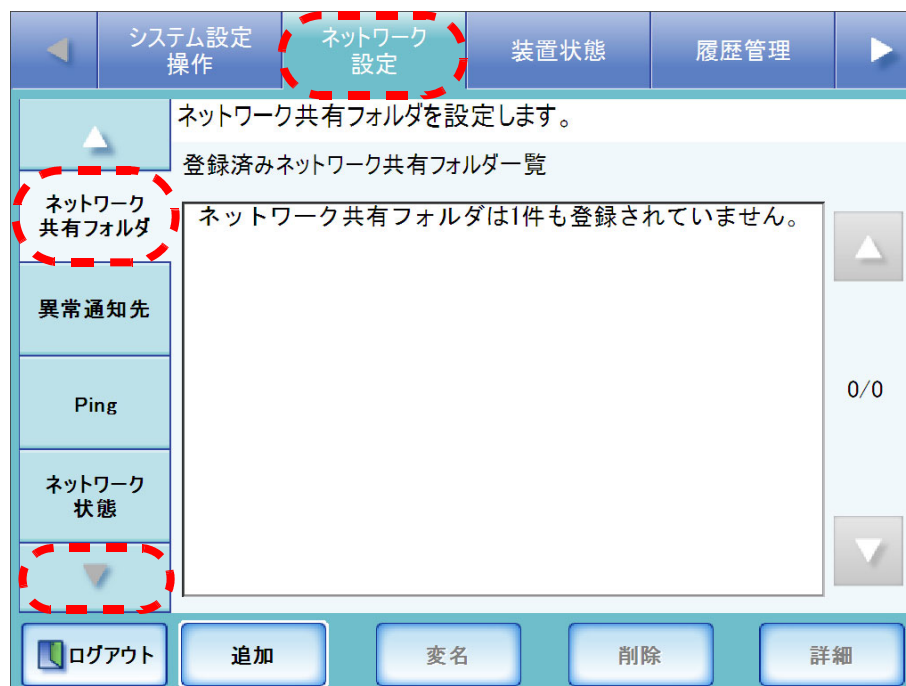 システム設定
操作
ネットワーク
設定
装置状態
履歴管理
ネットワーク共有フォルダを設定します。
登録済みネットワーク共有フォルダ一覧
ネットワーク
共有フォルダ
ネットワーク共有フォルダは1件も登録されていません。
異常通知先
Ping
0/0
ネットワーク
状態
ログアウト
追加
変名
削除
詳細